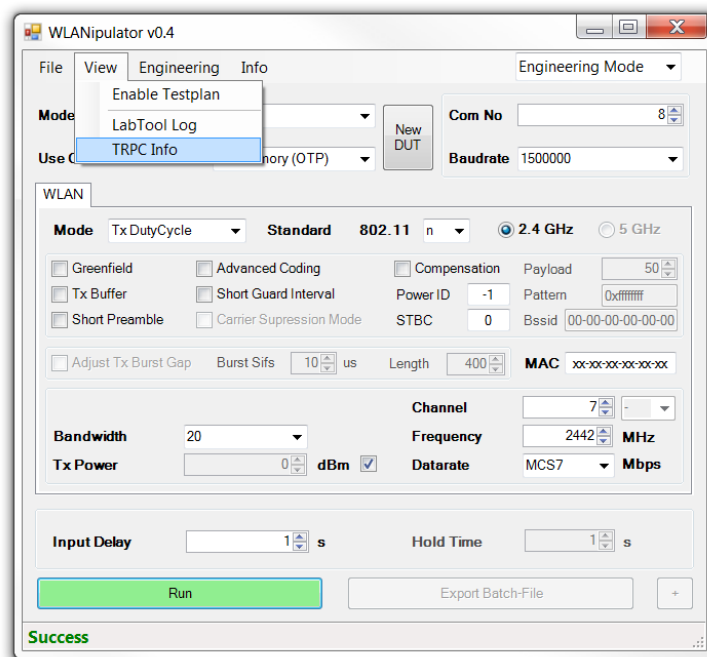 WLANipulator v0.4
File View Engineering Info Engineering Mode
Enable Testplan
LabTool Log
TRPC Info
New DUT
Com No 8
Baudrate 1500000
WLAN
Mode Tx DutyCycle Standard 802.11 n 2.4 GHz 5 GHz
Greenfield Advanced Coding Compensation Payload 50
Tx Buffer Short Guard Interval Power ID -1 Pattern 0xffffffff
Short Preamble Carrier Supression Mode STBC 0 Bssid 00-00-00-00-00-00
Adjust Tx Burst Gap Burst Sifs 10 us Length 400 MAC xx-xx-xx-xx-xx-xx
Channel 7 -
Bandwidth 20 Frequency 2442 MHz
Tx Power 0 dBm Datarate MCS7 Mbps
Input Delay 1 s Hold Time 1 s
Run Export Batch-File +
Success